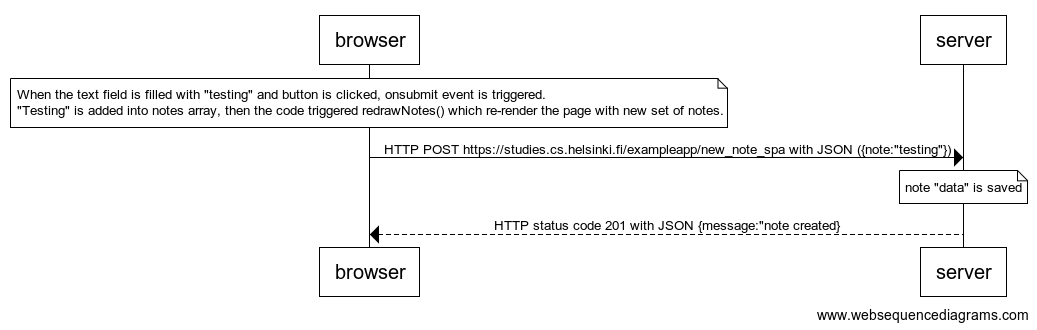 browser
server
When the text field is filled with "testing" and button is clicked, onsubmit event is triggered.
"Testing" is added into notes array, then the code triggered redrawNotes() which re-render the page with new set of notes.
HTTP POST https://studies.cs.helsinki.fi/exampleapp/new_note_spa with JSON ({note:"testing"})
note "data" is saved
HTTP status code 201 with JSON {message:"note created}
browser
server
www.websequencediagrams.com